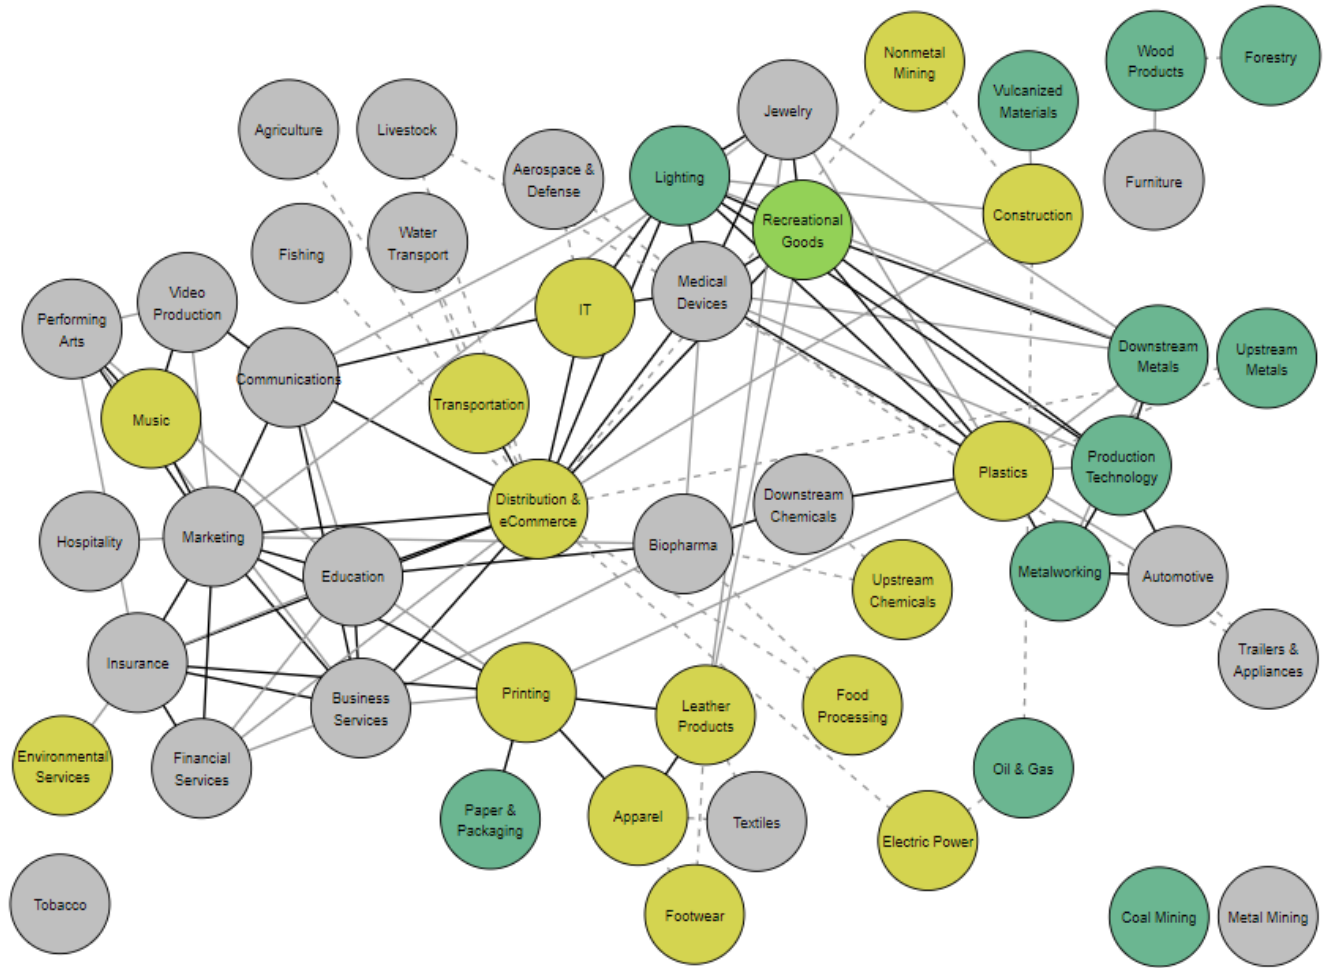 Nonmetal
Mining
Wood
Products
Forestry
Vulcanized
Materials
Jewelry
Agriculture
Livestock
Aerospace &
Defense
Lighting
Furniture
Recreational
Goods
Construction
Water
Transport
Fishing
Medical
Devices
Video
Production
Performing
Arts
IT
Downstream
Metals
Upstream
Metals
Communications
Transportation
Music
Production
Technology
Plastics
Distribution &
eCommerce
Downstream
Chemicals
Marketing
Hospitality
Biopharma
Education
Metalworking
Automotive
Upstream
Chemicals
Trailers &
Appliances
Insurance
Business
Services
Printing
Leather
Products
Food
Processing
Environmental
Services
Financial
Services
Oil & Gas
Paper &
Packaging
Apparel
Textiles
Electric Power
Tobacco
Footwear
Coal Mining
Metal Mining